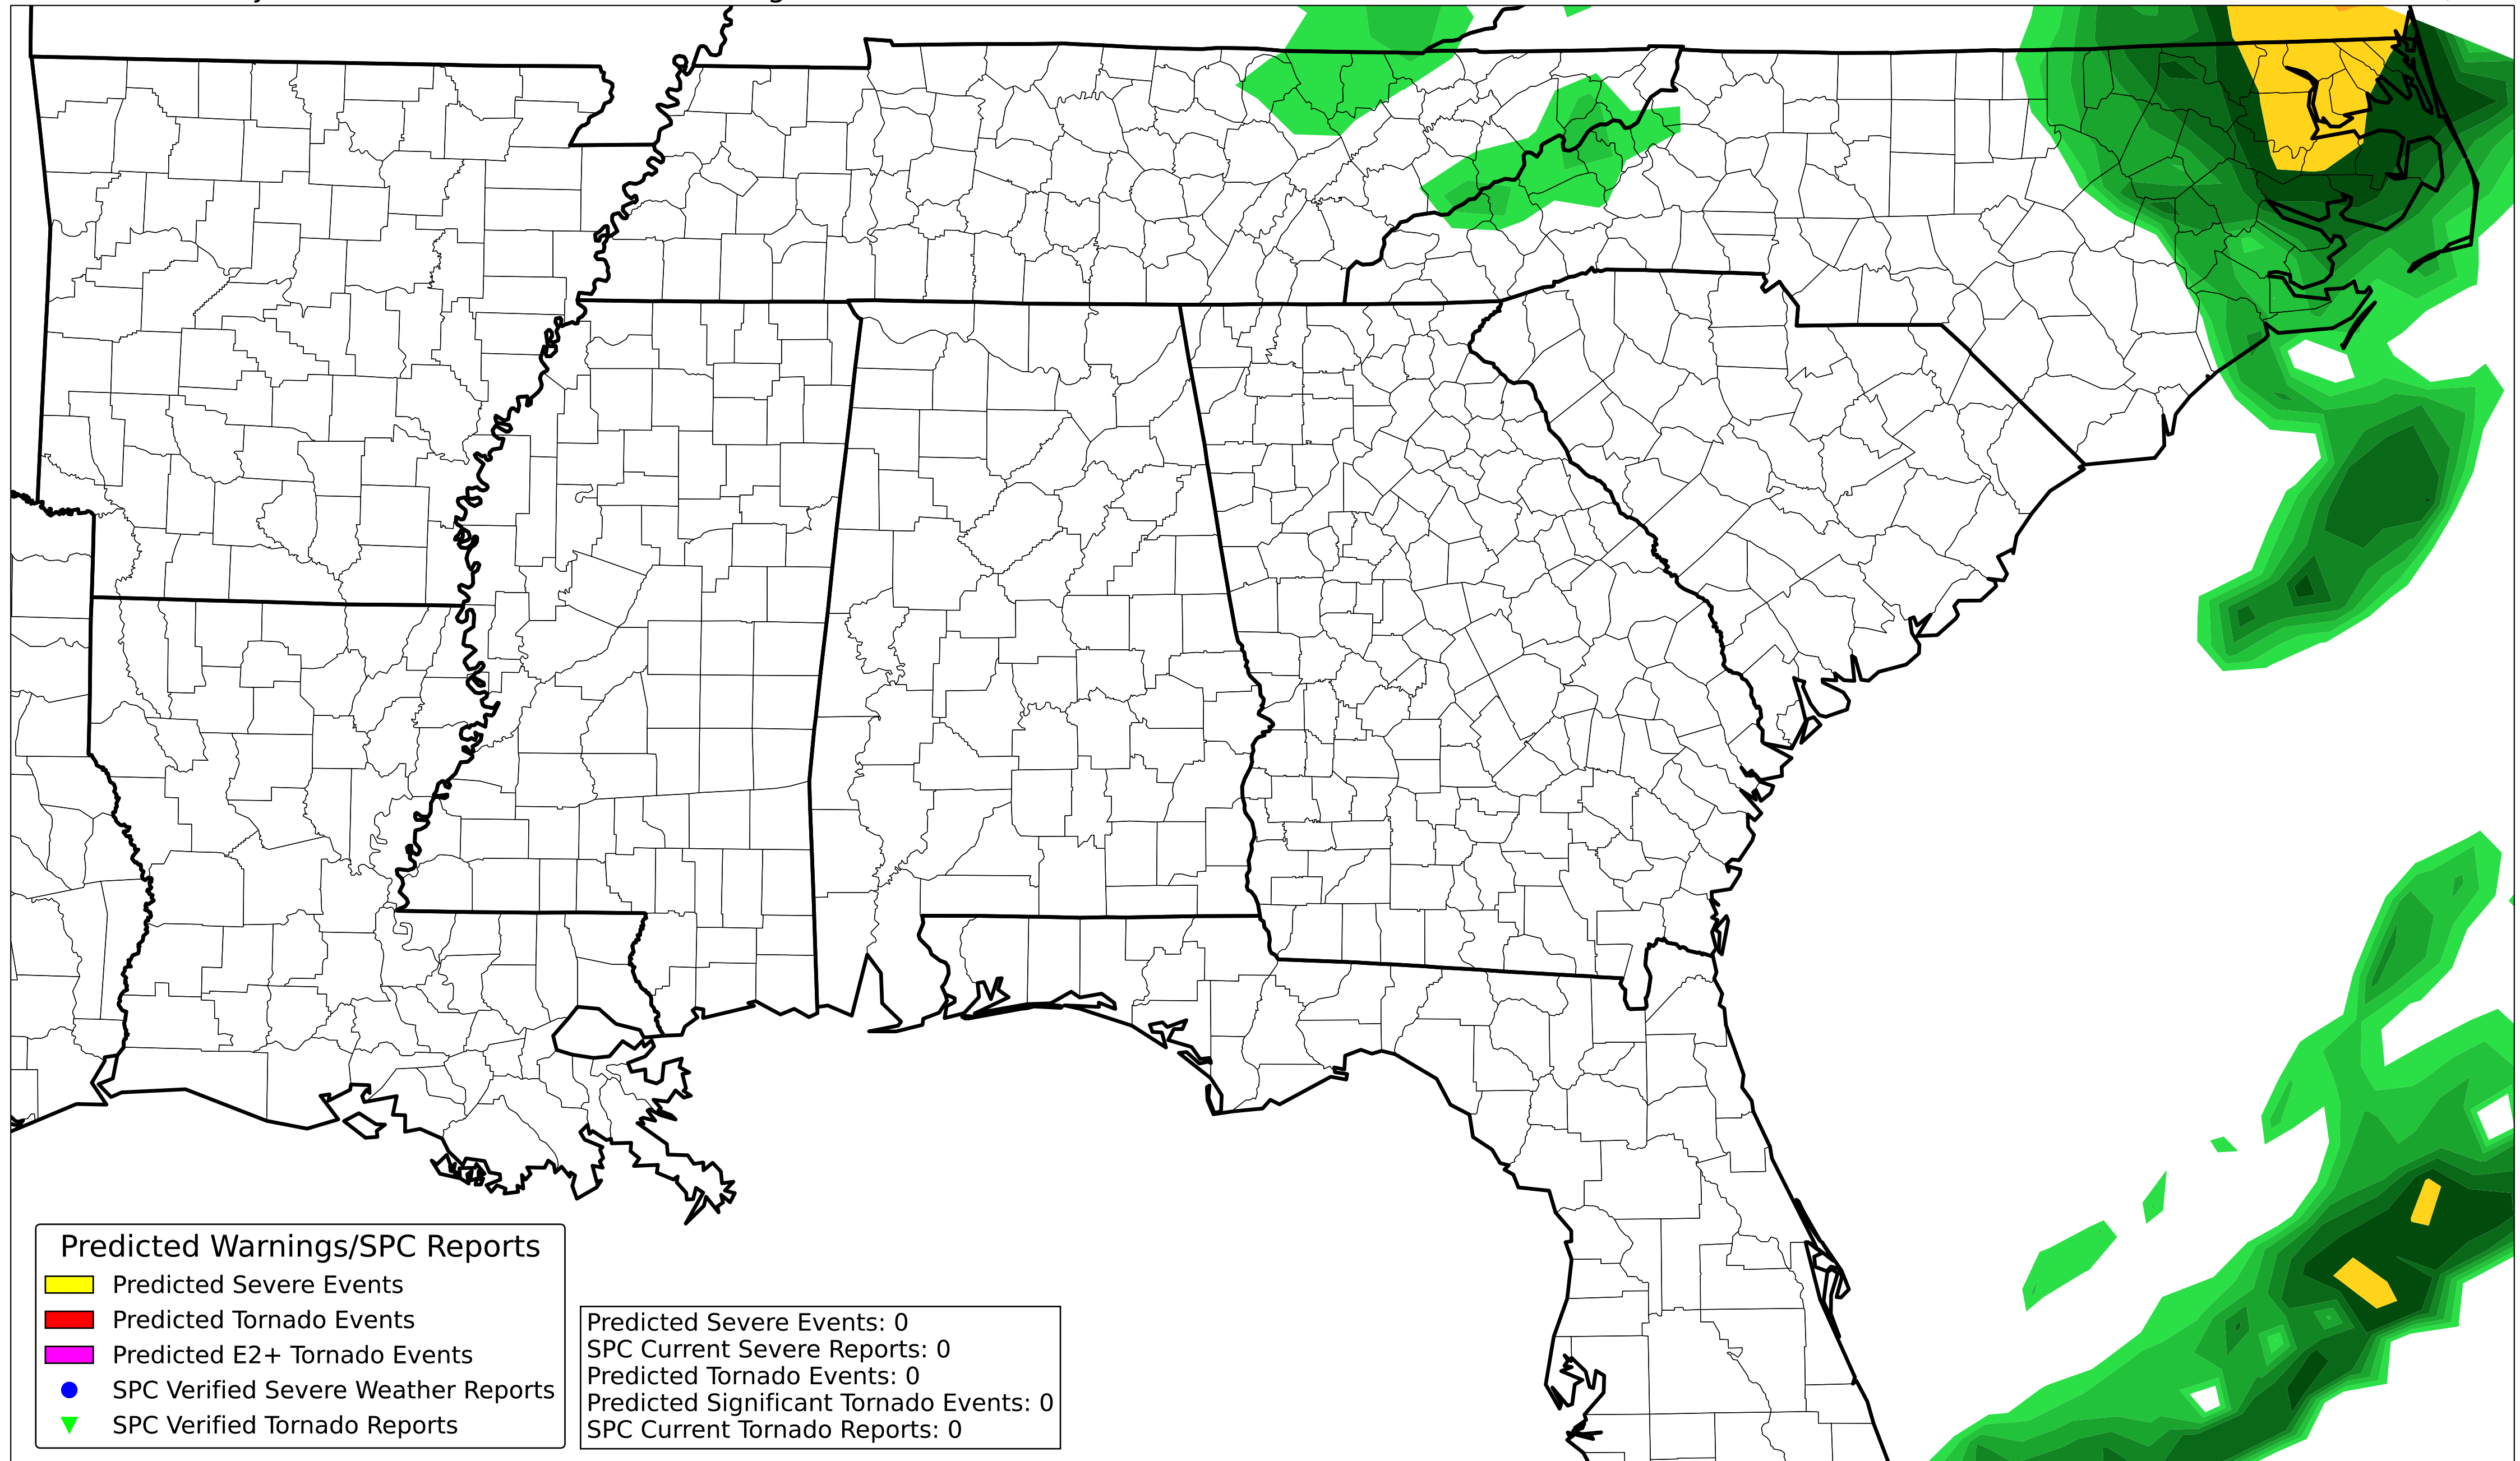 Predicted Warnings/SPC Reports
Predicted Severe Events
Predicted Tornado Events
Predicted E2+ Tornado Events
SPC Verified Severe Weather Reports
SPC Verified Tornado Reports
Predicted Severe Events: 0
SPC Current Severe Reports: 0
Predicted Tornado Events: 0
Predicted Significant Tornado Events: 0
SPC Current Tornado Reports: 0